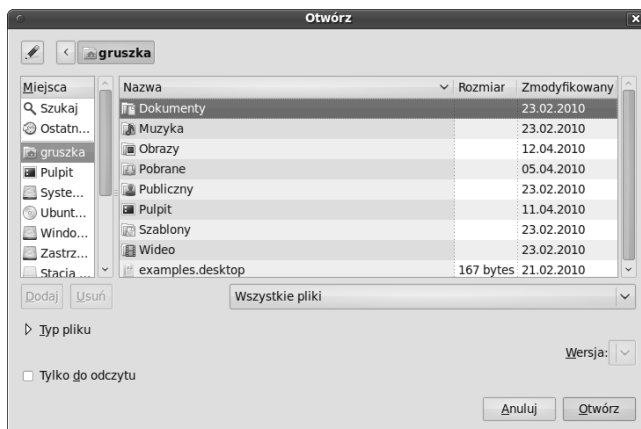 Otwórz
gruszka
Miejsca
Szukaj
Ostatn...
gruszka
Pulpit
Syste...
Ubunt...
Windo...
Zastrz...
Stacja ...
Nazwa Rozmiar Zmodyfikowany
Dokumenty 23.02.2010
Muzyka 23.02.2010
Obrazy 12.04.2010
Pobrane 05.04.2010
Publiczny 23.02.2010
Pulpit 11.04.2010
Szablony 23.02.2010
Wideo 23.02.2010
examples.desktop 167 bytes 21.02.2010
Dodaj Usuń Wszystkie pliki
Typ pliku
Wersja:
Tylko do odczytu
Anuluj Otwórz